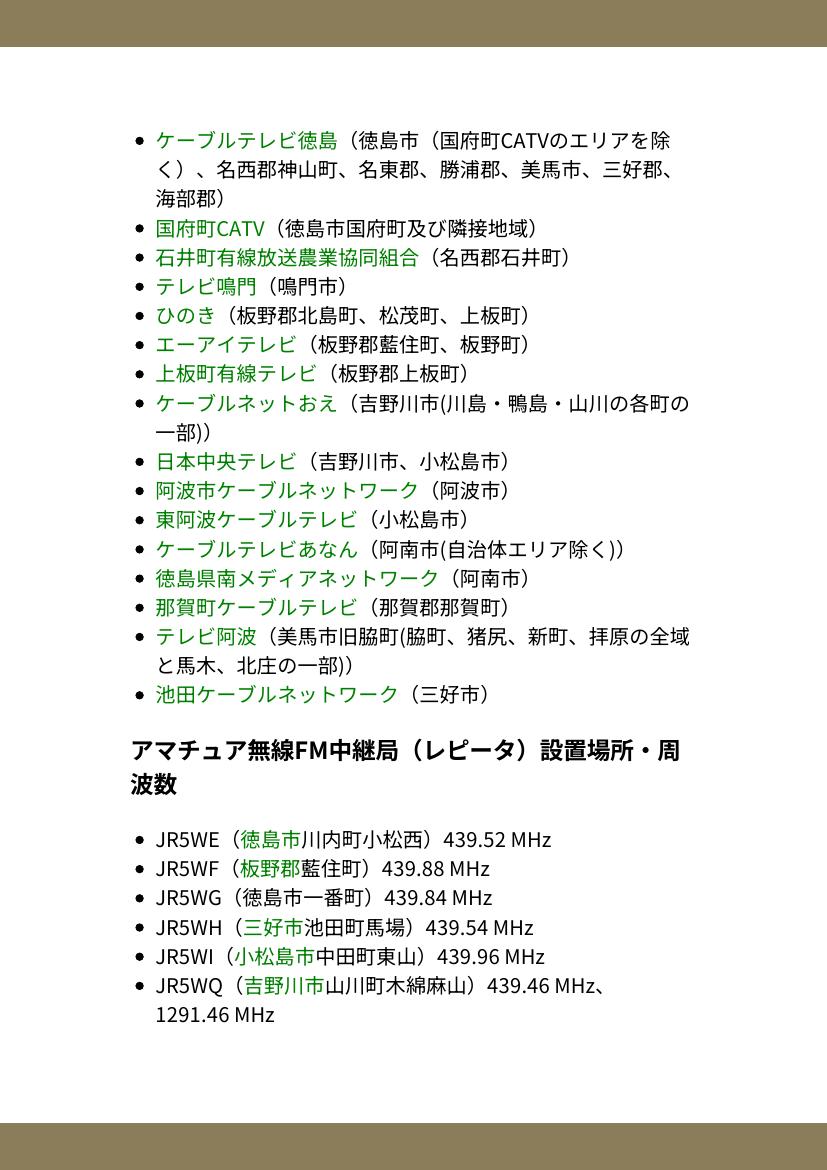 ケーブルテレビ徳島（徳島市（国府町CATVのエリアを除
く）、名西郡神山町、名東郡、勝浦郡、美馬市、三好郡、
海部郡）
国府町CATV（徳島市国府町及び隣接地域）
石井町有線放送農業協同組合（名西郡石井町）
テレビ鳴門（鳴門市）
ひのき（板野郡北島町、松茂町、上板町）
エーアイテレビ（板野郡藍住町、板野町）
上板町有線テレビ（板野郡上板町）
ケーブルネットおえ（吉野川市(川島・鴨島・山川の各町の
一部)）
日本中央テレビ（吉野川市、小松島市）
阿波市ケーブルネットワーク（阿波市）
東阿波ケーブルテレビ（小松島市）
ケーブルテレビあなん（阿南市(自治体エリア除く)）
徳島県南メディアネットワーク（阿南市）
那賀町ケーブルテレビ（那賀郡那賀町）
テレビ阿波（美馬市旧脇町(脇町、猪尻、新町、拝原の全域
と馬木、北庄の一部)）
池田ケーブルネットワーク（三好市）
アマチュア無線FM中継局（レピータ）設置場所・周
波数
JR5WE（徳島市川内町小松西）439.52 MHz
JR5WF（板野郡藍住町）439.88 MHz
JR5WG（徳島市一番町）439.84 MHz
JR5WH（三好市池田町馬場）439.54 MHz
JR5WI（小松島市中田町東山）439.96 MHz
JR5WQ（吉野川市山川町木綿麻山）439.46 MHz、
1291.46 MHz